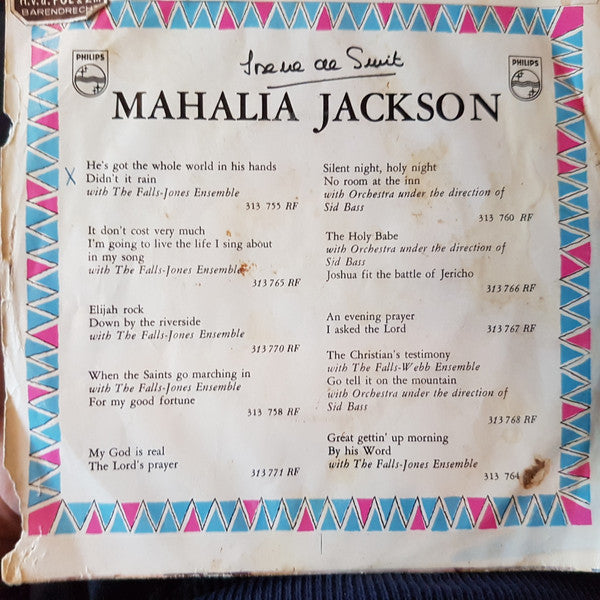 BARENDRECH
PHILIPS
PHILIPS
de Smit
MAHALIA JACKSON
X
He's got the whole world in his hands
Didn't it rain
with The Falls-Jones Ensemble
313 755 RF
It don't cost very much
I'm going to live the life I sing about
in my song
with The Falls-Jones Ensemble
313 765 RF
Elijah rock
Down by the riverside
with The Falls-Jones Ensemble
313 770 RF
When the Saints go marching in
with The Falls-Jones Ensemble
For my good fortune
313 758 RF
My God is real
The Lord's prayer
313 771 RF
Silent night, holy night
No room at the inn
with Orchestra under the direction of
Sid Bass
313 760 RF
The Holy Babe
with Orchestra under the direction of
Sid Bass
Joshua fit the battle of Jericho
313 766 RF
An evening prayer
I asked the Lord
313 767 RF
The Christian's testimony
with The Falls-Webb Ensemble
Go tell it on the mountain
with Orchestra under the direction of
Sid Bass
313 768 RF
Great gettin' up morning
By his Word
with The Falls-Jones Ensemble
313 764